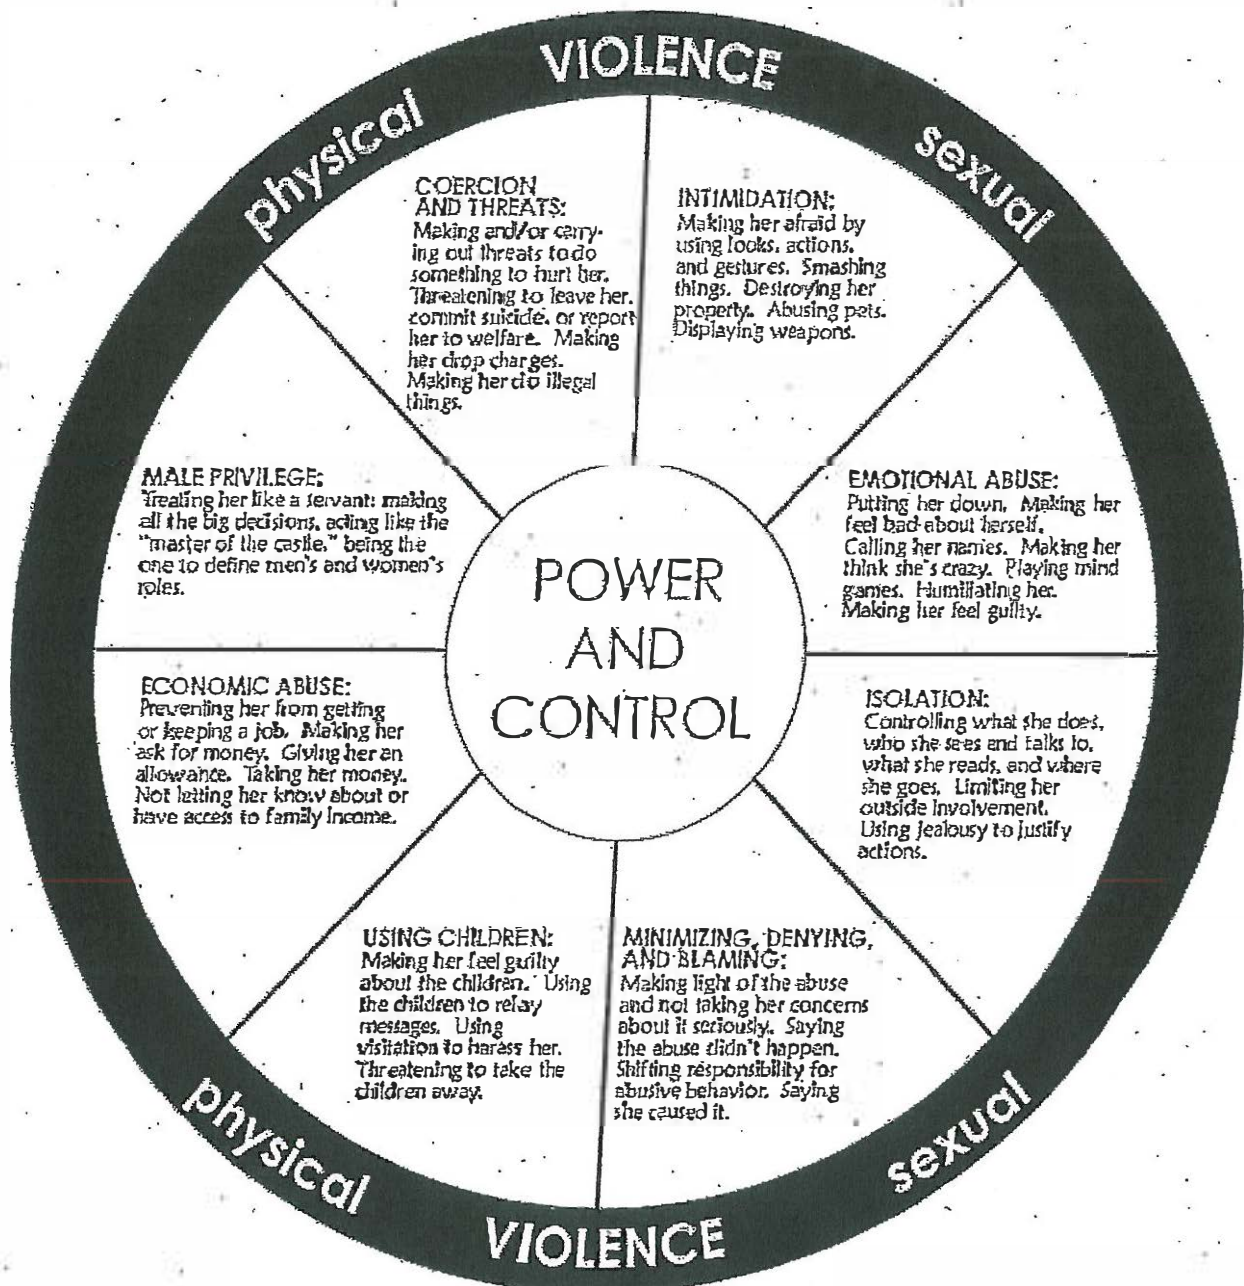 VIOLENCE
physical
sexual
COERCION
AND THREATS:
Making and/or carry-
ing out threats to do
something to hurt her.
Threatening to leave her,
commit suicide, or report
her to welfare. Making
her drop charges.
Making her do illegal
things.
INTIMIDATION:
Making her afraid by
using looks, actions,
and gestures. Smashing
things. Destroying her
property. Abusing pets.
Displaying weapons.
MALE PRIVILEGE:
Treating her like a servant: making
all the big decisions, acting like the
"master of the castle," being the
one to define men's and women's
roles.
EMOTIONAL ABUSE:
Putting her down. Making her
feel bad about herself.
Calling her names. Making her
think she's crazy. Playing mind
games. Humiliating her.
Making her feel guilty.
POWER
AND
CONTROL
ECONOMIC ABUSE:
Preventing her from getting
or keeping a job. Making her
ask for money. Giving her an
allowance. Taking her money.
Not letting her know about or
have access to family income.
ISOLATION:
Controlling what she does,
who she sees and talks to,
what she reads, and where
she goes. Limiting her
outside involvement.
Using jealousy to justify
actions.
USING CHILDREN:
Making her feel guilty
about the children. Using
the children to relay
messages. Using
visitation to harass her.
Threatening to take the
children away.
MINIMIZING, DENYING,
AND BLAMING:
Making light of the abuse
and not taking her concerns
about it seriously. Saying
the abuse didn't happen.
Shifting responsibility for
abusive behavior. Saying
she caused it.
physical
sexual
VIOLENCE